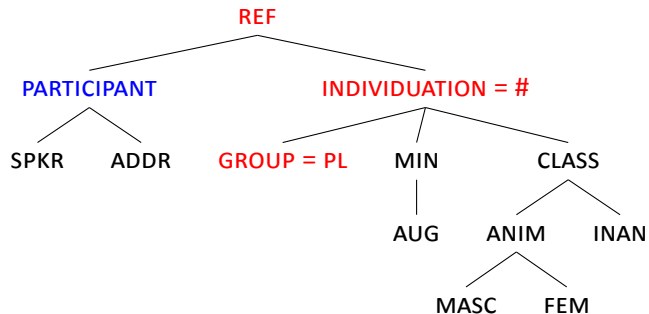 REF
PARTICIPANT INDIVIDUATION = #
SPKR ADDR GROUP = PL MIN CLASS
AUG ANIM INAN
MASC FEM